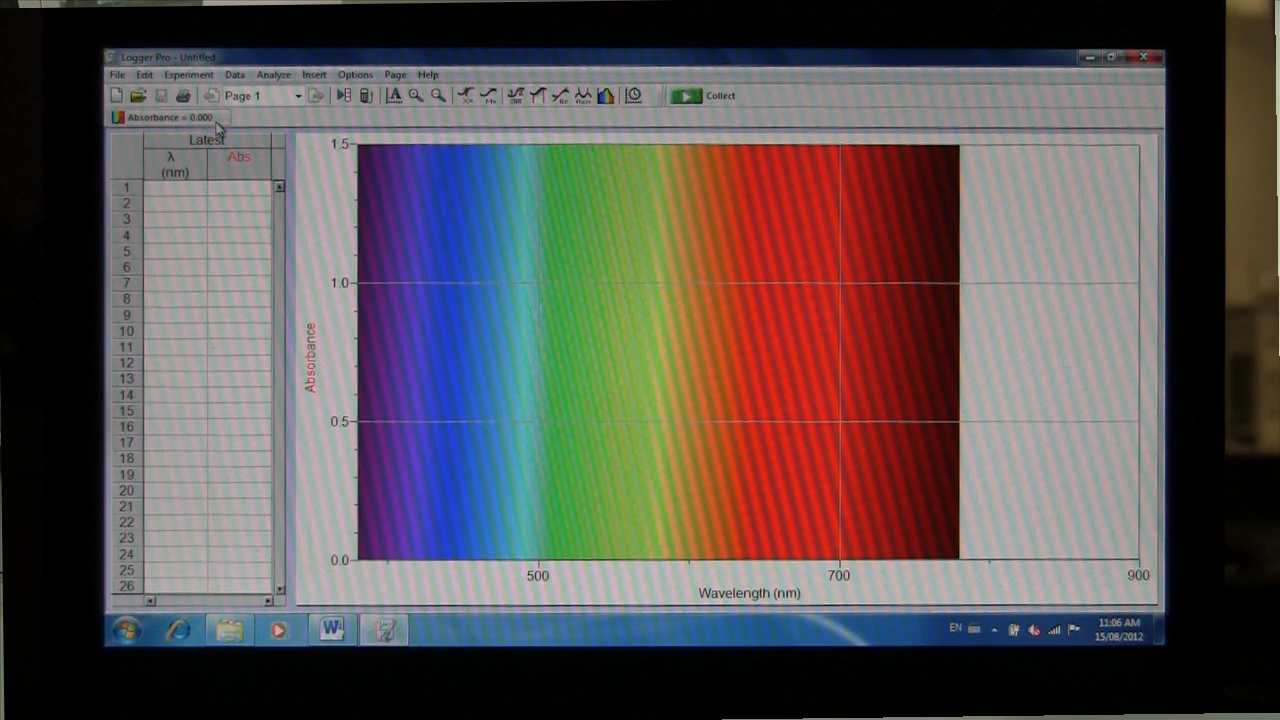 Logger Pro - Untitled
File Edit Experiment Data Analyze Insert Options Page Help
Page 1
Collect
Absorbance = 0.000
Latest
λ Abs
(nm)
1
2
3
4
5
6
7
8
9
10
11
12
13
14
15
16
17
18
19
20
21
22
23
24
25
26
1.5
1.0
0.5
0.0
Absorbance
500 700 900
Wavelength (nm)
EN
11:06 AM
15/08/2012